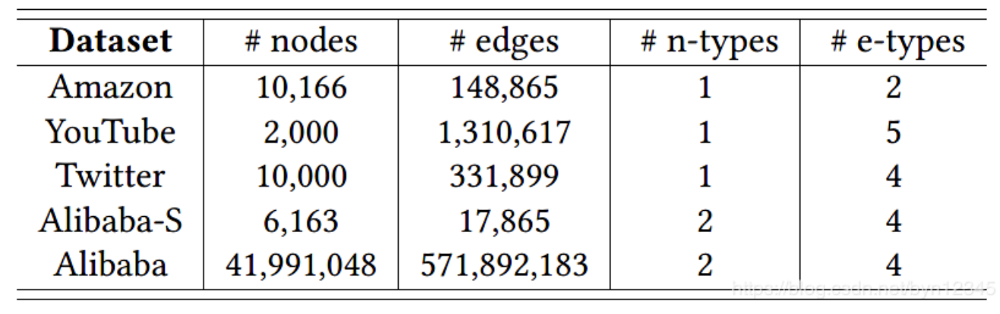 Dataset # nodes # edges # n-types # e-types
Amazon 10,166 148,865 1 2
YouTube 2,000 1,310,617 1 5
Twitter 10,000 331,899 1 4
Alibaba-S 6,163 17,865 2 4
Alibaba 41,991,048 571,892,183 2 4
https://blog.csdn.net/byn12345